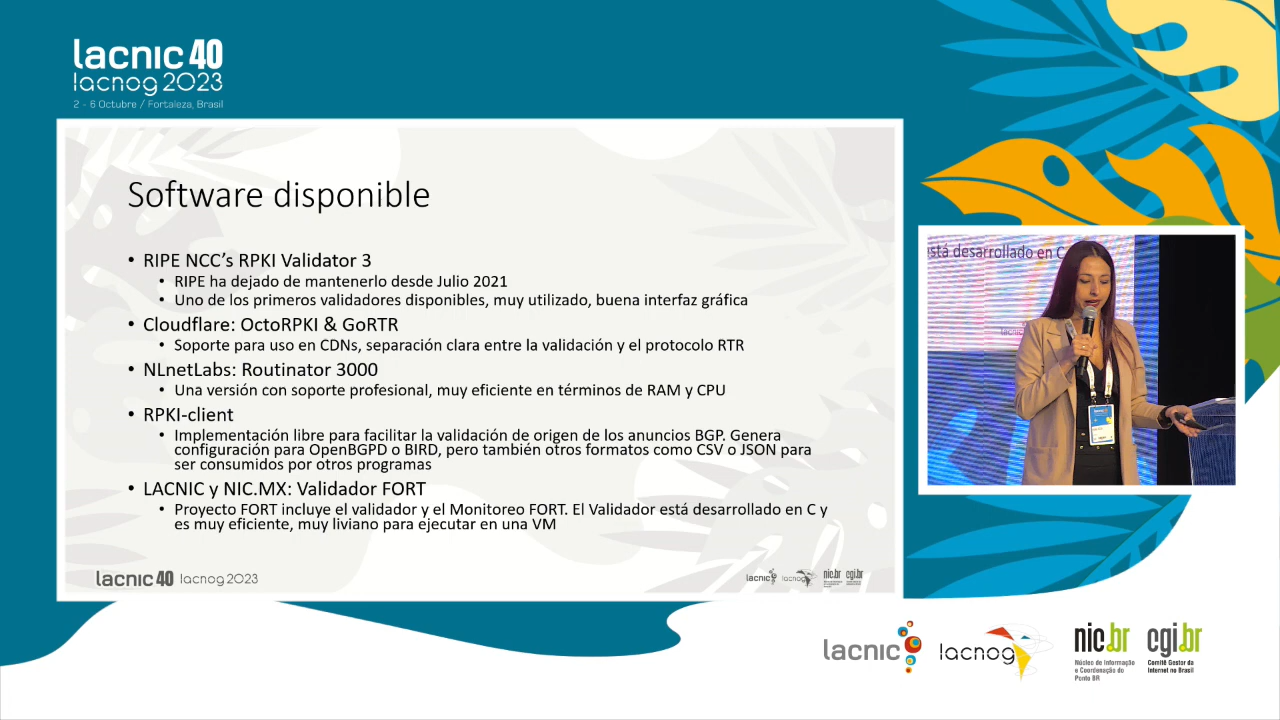 lacnic 40
lacnog 2023
2 - 6 Octubre / Fortaleza, Brasil
Software disponible
• RIPE NCC’s RPKI Validator 3
• RIPE ha dejado de mantenerlo desde Julio 2021
• Uno de los primeros validadores disponibles, muy utilizado, buena interfaz gráfica
• Cloudflare: OctoRPKI & GoRTR
• Soporte para uso en CDNs, separación clara entre la validación y el protocolo RTR
• NLnetLabs: Routinator 3000
• Una versión con soporte profesional, muy eficiente en términos de RAM y CPU
• RPKI-client
• Implementación libre para facilitar la validación de origen de los anuncios BGP. Genera
configuración para OpenBGPD o BIRD, pero también otros formatos como CSV o JSON para
ser consumidos por otros programas
• LACNIC y NIC.MX: Validador FORT
• Proyecto FORT incluye el validador y el Monitoreo FORT. El Validador está desarrollado en C y
es muy eficiente, muy liviano para ejecutar en una VM
lacnic 40 lacnog 2023
lacnic lacnog nic.br cgi.br
está desarrollado en C
lacnic
lacnog
nic.br
Núcleo de Informação
e Coordenação do
Ponto BR
cgi.br
Comitê Gestor da
Internet no Brasil